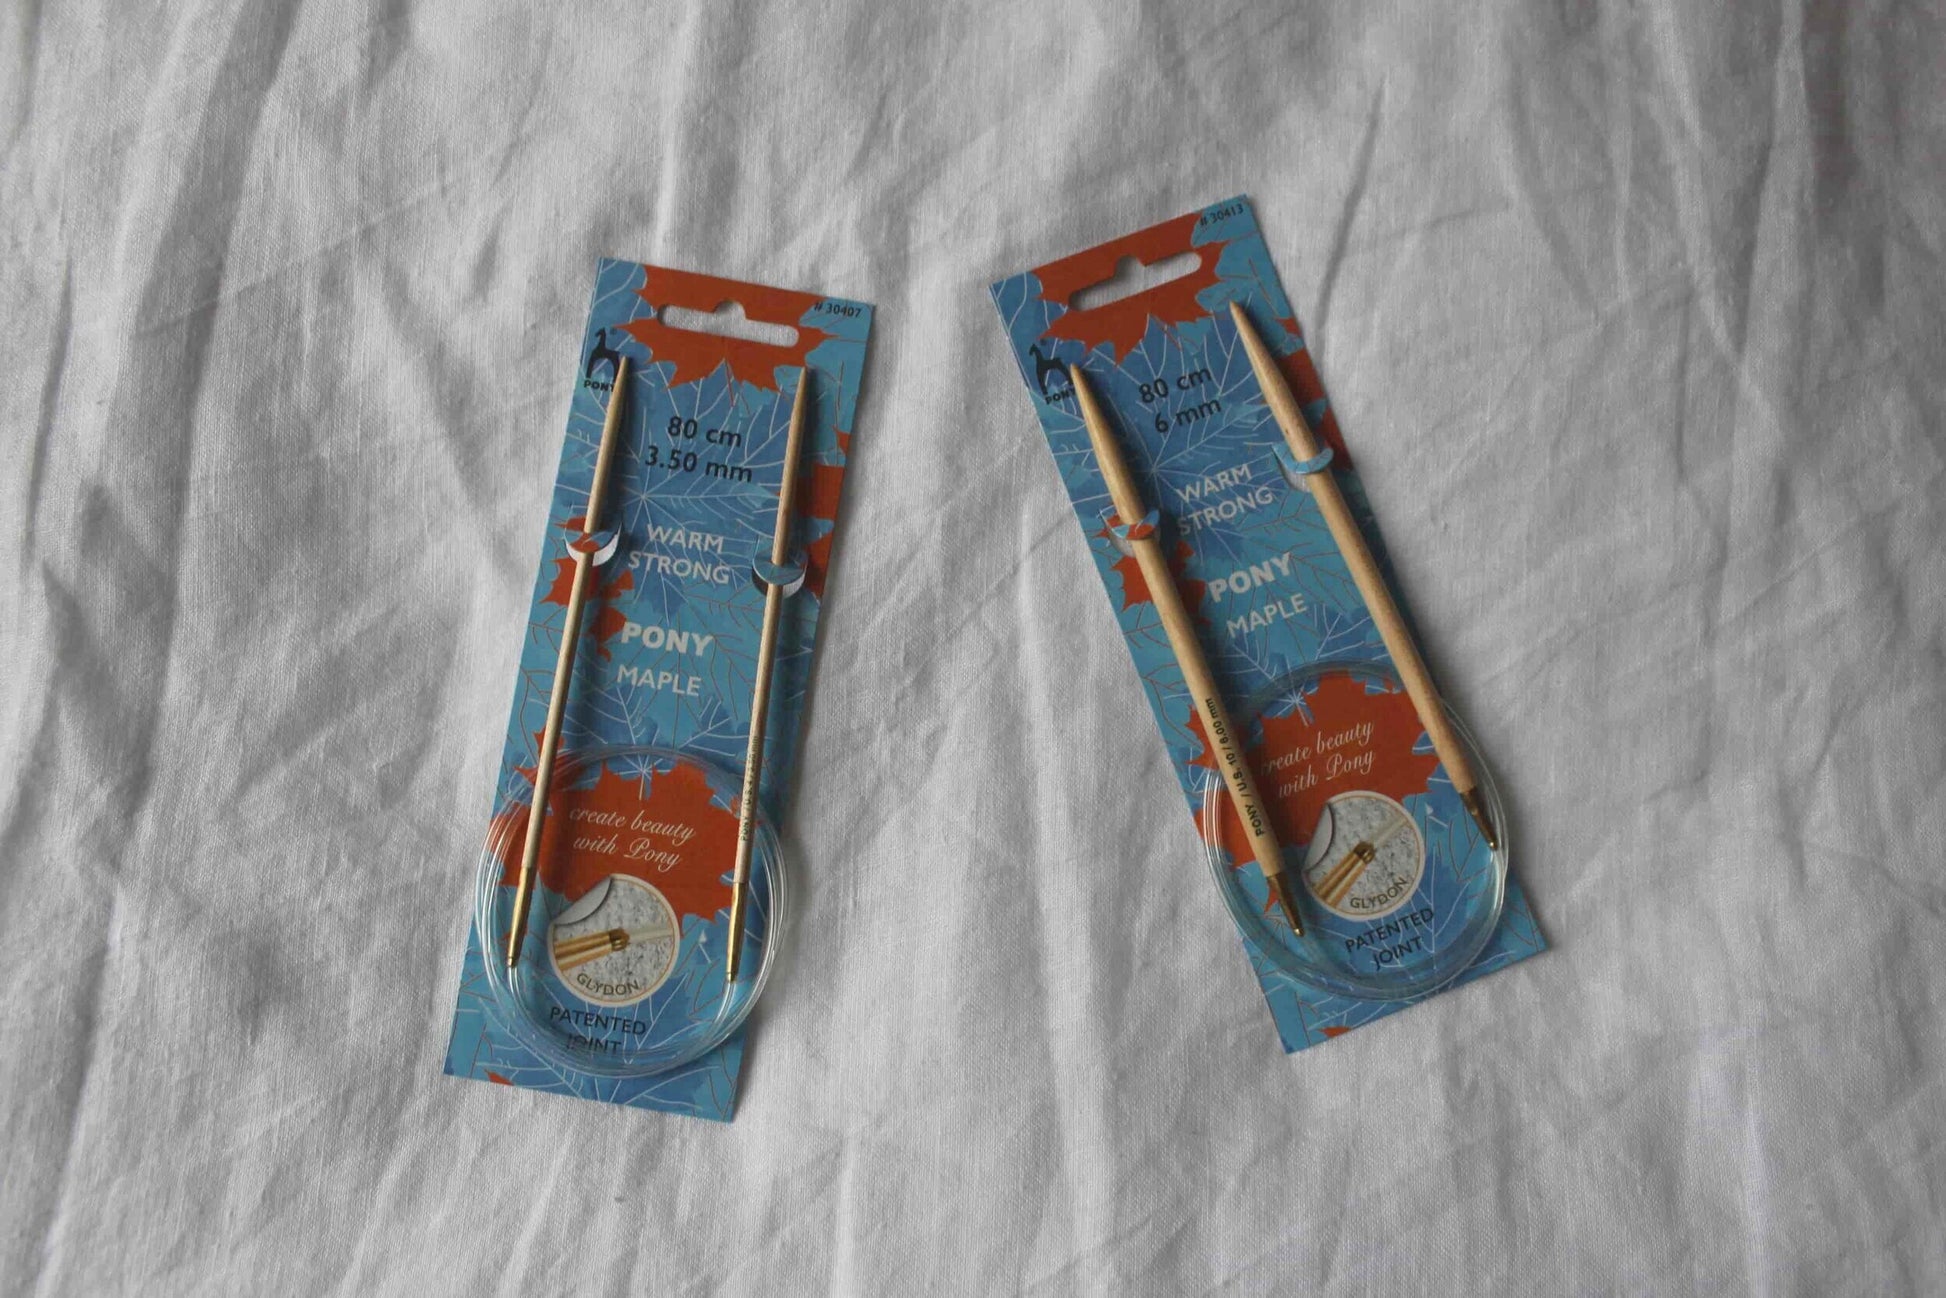 # 30407
PONY
80 cm
3.50 mm
WARM
STRONG
PONY
MAPLE
create beauty
with Pony
GLYDON
PATENTED
JOINT
# 30413
PONY
80 cm
6 mm
WARM
STRONG
PONY
MAPLE
PONY / U.S. 10 / 6.00 mm
create beauty
with Pony
GLYDON
PATENTED
JOINT